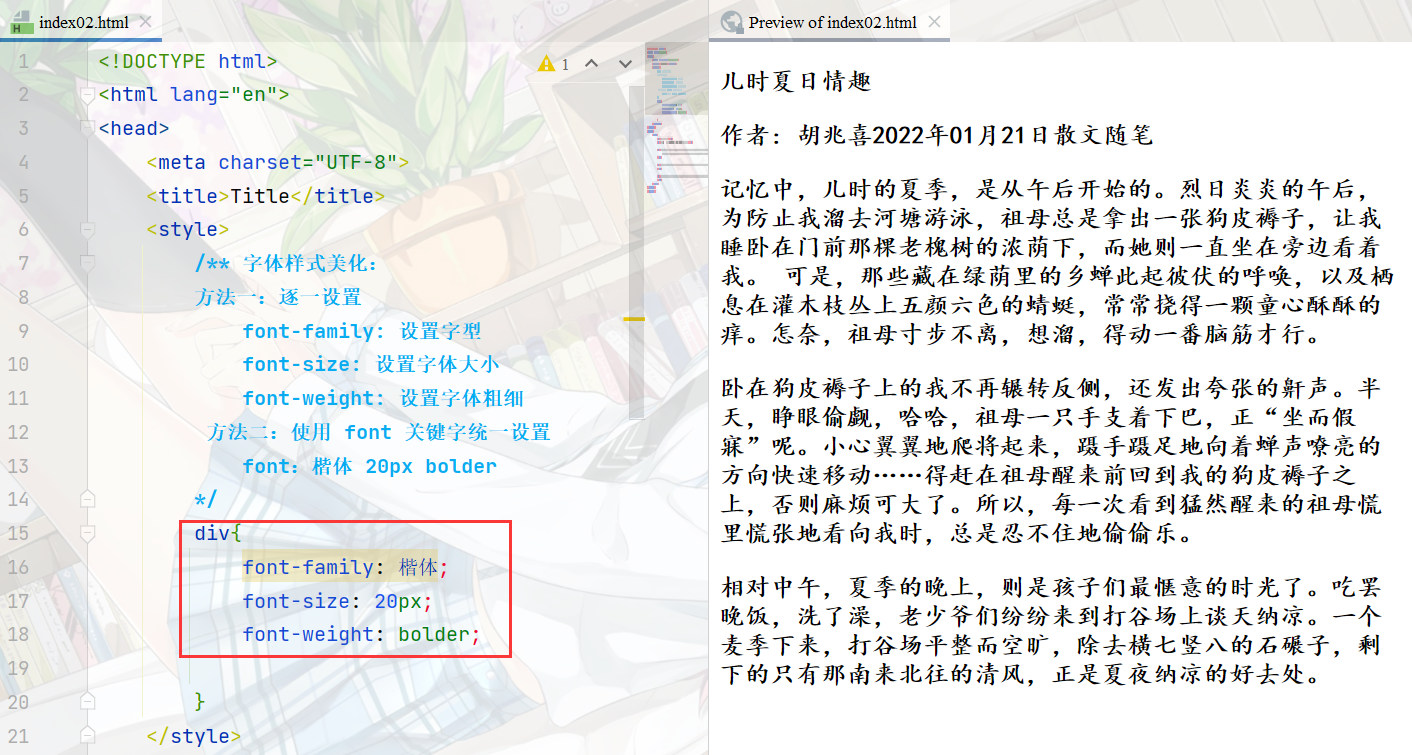 index02.html
1 <!DOCTYPE html>
2 <html lang="en">
3 <head>
4 <meta charset="UTF-8">
5 <title>Title</title>
6 <style>
7 /** 字体样式美化：
8 方法一：逐一设置
9 font-family: 设置字型
10 font-size: 设置字体大小
11 font-weight: 设置字体粗细
12 方法二：使用 font 关键字统一设置
13 font：楷体 20px bolder
14 */
15 div{
16 font-family: 楷体;
17 font-size: 20px;
18 font-weight: bolder;
19
20 }
21 </style>
1
Preview of index02.html
儿时夏日情趣
作者：胡兆喜2022年01月21日散文随笔
记忆中，儿时的夏季，是从午后开始的。烈日炎炎的午后，
为防止我溜去河塘游泳，祖母总是拿出一张狗皮褥子，让我
睡卧在门前那棵老槐树的浓荫下，而她则一直坐在旁边看着
我。 可是，那些藏在绿荫里的乡蝉此起彼伏的呼唤，以及栖
息在灌木枝丛上五颜六色的蜻蜓，常常挠得一颗童心酥酥的
痒。怎奈，祖母寸步不离，想溜，得动一番脑筋才行。
卧在狗皮褥子上的我不再辗转反侧，还发出夸张的鼾声。半
天，睁眼偷觑，哈哈，祖母一只手支着下巴，正“坐而假
寐”呢。小心翼翼地爬将起来，蹑手蹑足地向着蝉声嘹亮的
方向快速移动……得赶在祖母醒来前回到我的狗皮褥子之
上，否则麻烦可大了。所以，每一次看到猛然醒来的祖母慌
里慌张地看向我时，总是忍不住地偷偷乐。
相对中午，夏季的晚上，则是孩子们最惬意的时光了。吃罢
晚饭，洗了澡，老少爷们纷纷来到打谷场上谈天纳凉。一个
麦季下来，打谷场平整而空旷，除去横七竖八的石碾子，剩
下的只有那南来北往的清风，正是夏夜纳凉的好去处。